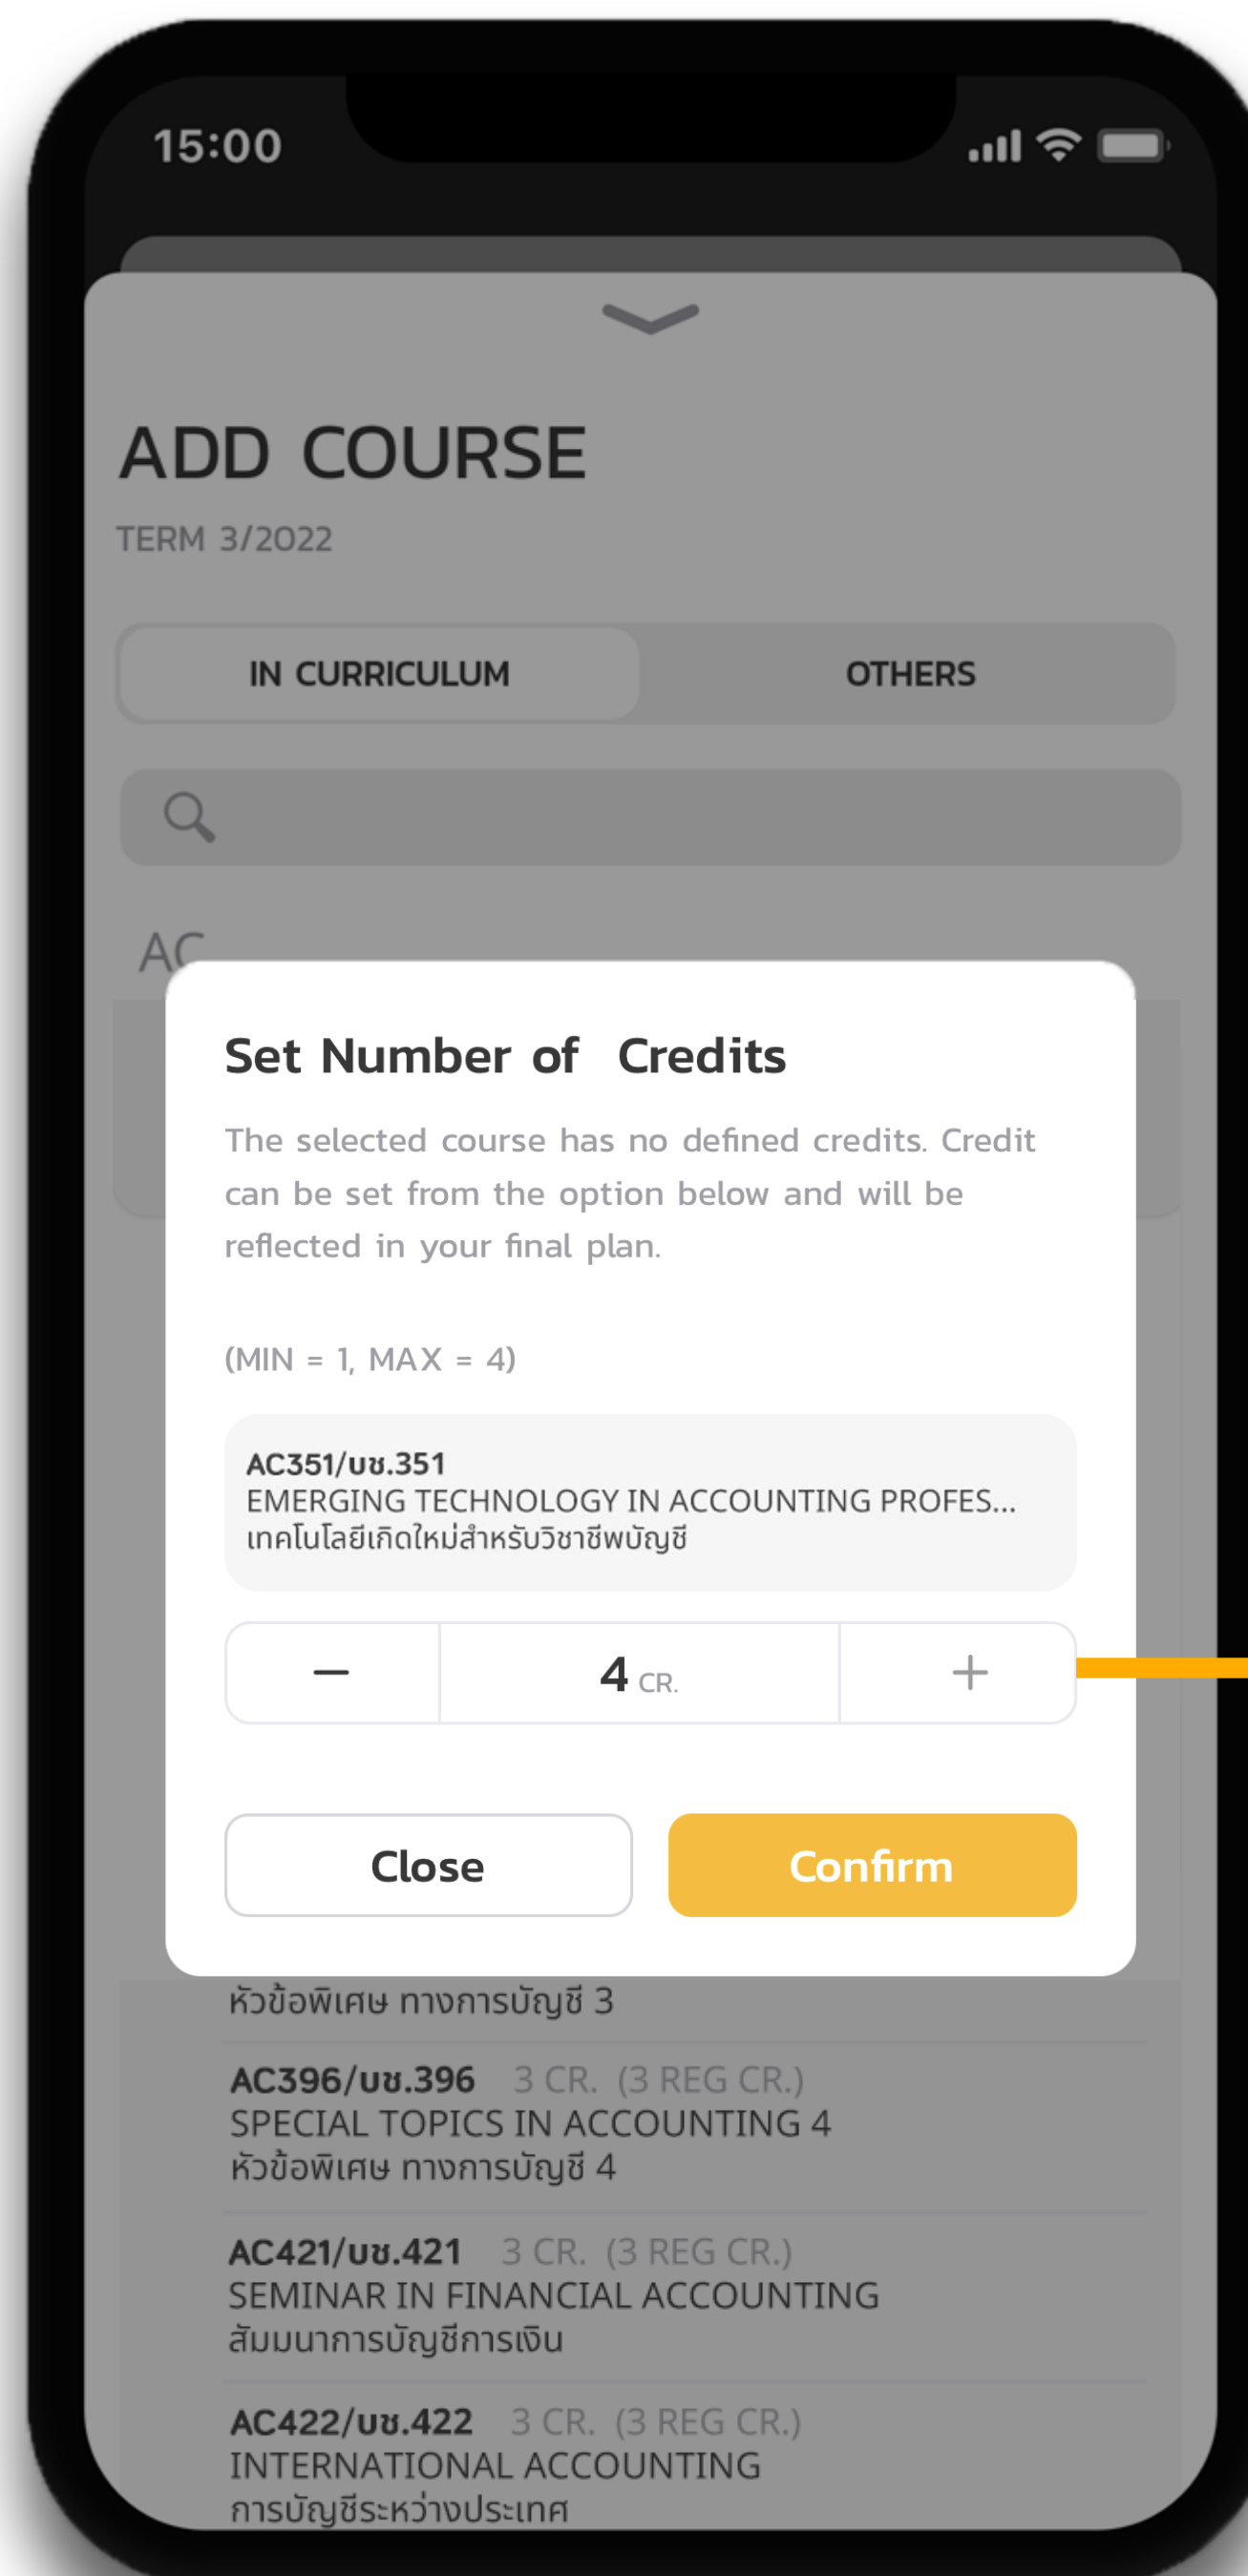 15:00
ADD COURSE
TERM 3/2022
IN CURRICULUM
OTHERS
AC
Set Number of Credits
The selected course has no defined credits. Credit
can be set from the option below and will be
reflected in your final plan.
(MIN = 1, MAX = 4)
AC351/บช.351
EMERGING TECHNOLOGY IN ACCOUNTING PROFES...
เทคโนโลยีเกิดใหม่สำหรับวิชาชีพบัญชี
4 CR.
Close
Confirm
หัวข้อพิเศษ ทางการบัญชี 3
AC396/บช.396 3 CR. (3 REG CR.)
SPECIAL TOPICS IN ACCOUNTING 4
หัวข้อพิเศษ ทางการบัญชี 4
AC421/บช.421 3 CR. (3 REG CR.)
SEMINAR IN FINANCIAL ACCOUNTING
สัมมนาการบัญชีการเงิน
AC422/บช.422 3 CR. (3 REG CR.)
INTERNATIONAL ACCOUNTING
การบัญชีระหว่างประเทศ